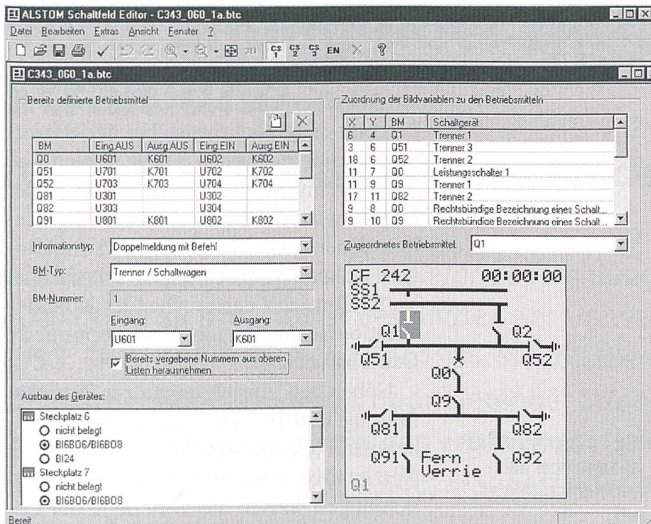 ALSTOM Schaltfeld Editor - C343_060_1a.btc
Datei Bearbeiten Extras Ansicht Fenster ?
CS 1 CS 2 CS 3 EN
C343_060_1a.btc
Bereits definierte Betriebsmittel
BM Eing.AUS Ausg.AUS Eing.EIN Ausg.EIN
Q0 U601 K601 U602 K602
Q51 U701 K701 U702 K702
Q52 U703 K703 U704 K704
Q81 U301 U302
Q82 U303 U304
Q91 U801 K801 U802 K802
Informationstyp: Doppelmeldung mit Befehl
BM-Typ: Trenner / Schaltwagen
BM-Nummer: 1
Eingang: Ausgang:
U601 K601
Bereits vergebene Nummern aus oberen
Listen herausnehmen
Ausbau des Gerätes:
Steckplatz 6
nicht belegt
BI6BO6/BI6BO8
BI24
Steckplatz 7
nicht belegt
BI6BO6/BI6BO8
Zuordnung der Bildvariablen zu den Betriebsmitteln
X Y BM Schaltgerät
6 4 Q1 Trenner 1
3 6 Q51 Trenner 3
18 6 Q52 Trenner 2
11 7 Q0 Leistungsschalter 1
11 9 Q9 Trenner 1
17 11 Q82 Trenner 2
9 8 Q0 Rechtsbündige Bezeichnung eines Schalt...
9 10 Q9 Rechtsbündige Bezeichnung eines Schalt...
Zugeordnetes Betriebsmittel: Q1
CF 242 00:00:00
SS1
SS2
Q1 Q2
Q51 Q52
Q0
Q9
Q81 Q82
Q91 Fern Q92
Verrie
Q1
Bereit